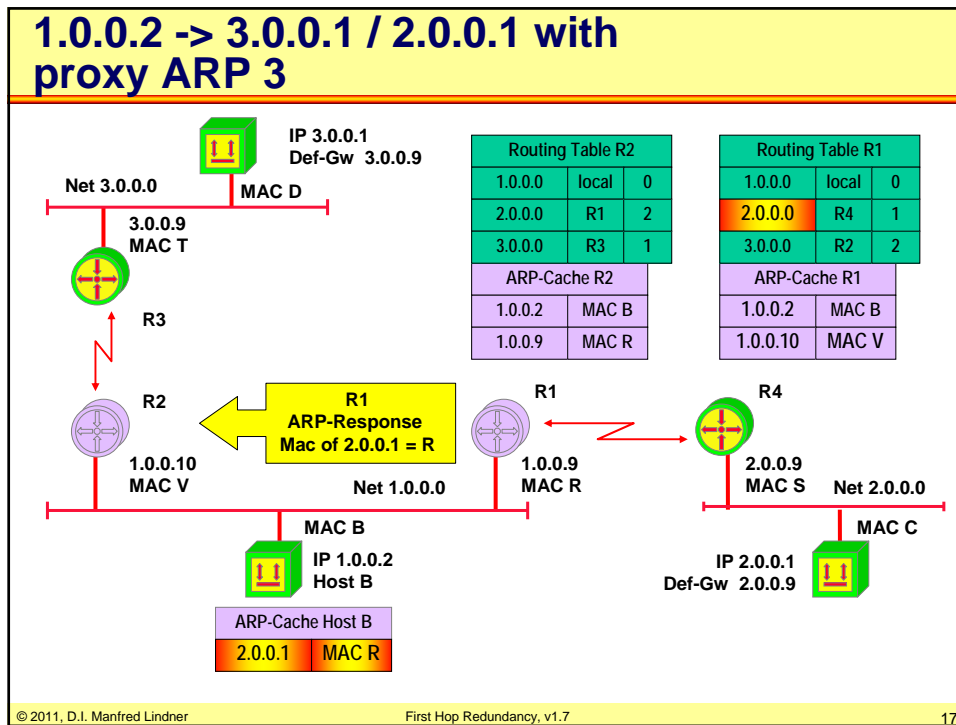 1.0.0.2 -> 3.0.0.1 / 2.0.0.1 with
proxy ARP 3
IP 3.0.0.1
Def-Gw 3.0.0.9
Net 3.0.0.0
MAC D
3.0.0.9
MAC T
R3
Routing Table R2
1.0.0.0 local 0
2.0.0.0 R1 2
3.0.0.0 R3 1
ARP-Cache R2
1.0.0.2 MAC B
1.0.0.9 MAC R
Routing Table R1
1.0.0.0 local 0
2.0.0.0 R4 1
3.0.0.0 R2 2
ARP-Cache R1
1.0.0.2 MAC B
1.0.0.10 MAC V
R2
R1
ARP-Response
Mac of 2.0.0.1 = R
R1
R4
1.0.0.10
MAC V
Net 1.0.0.0
1.0.0.9
MAC R
2.0.0.9
MAC S
Net 2.0.0.0
MAC B
MAC C
IP 1.0.0.2
Host B
IP 2.0.0.1
Def-Gw 2.0.0.9
ARP-Cache Host B
2.0.0.1 MAC R
© 2011, D.I. Manfred Lindner
First Hop Redundancy, v1.7
17